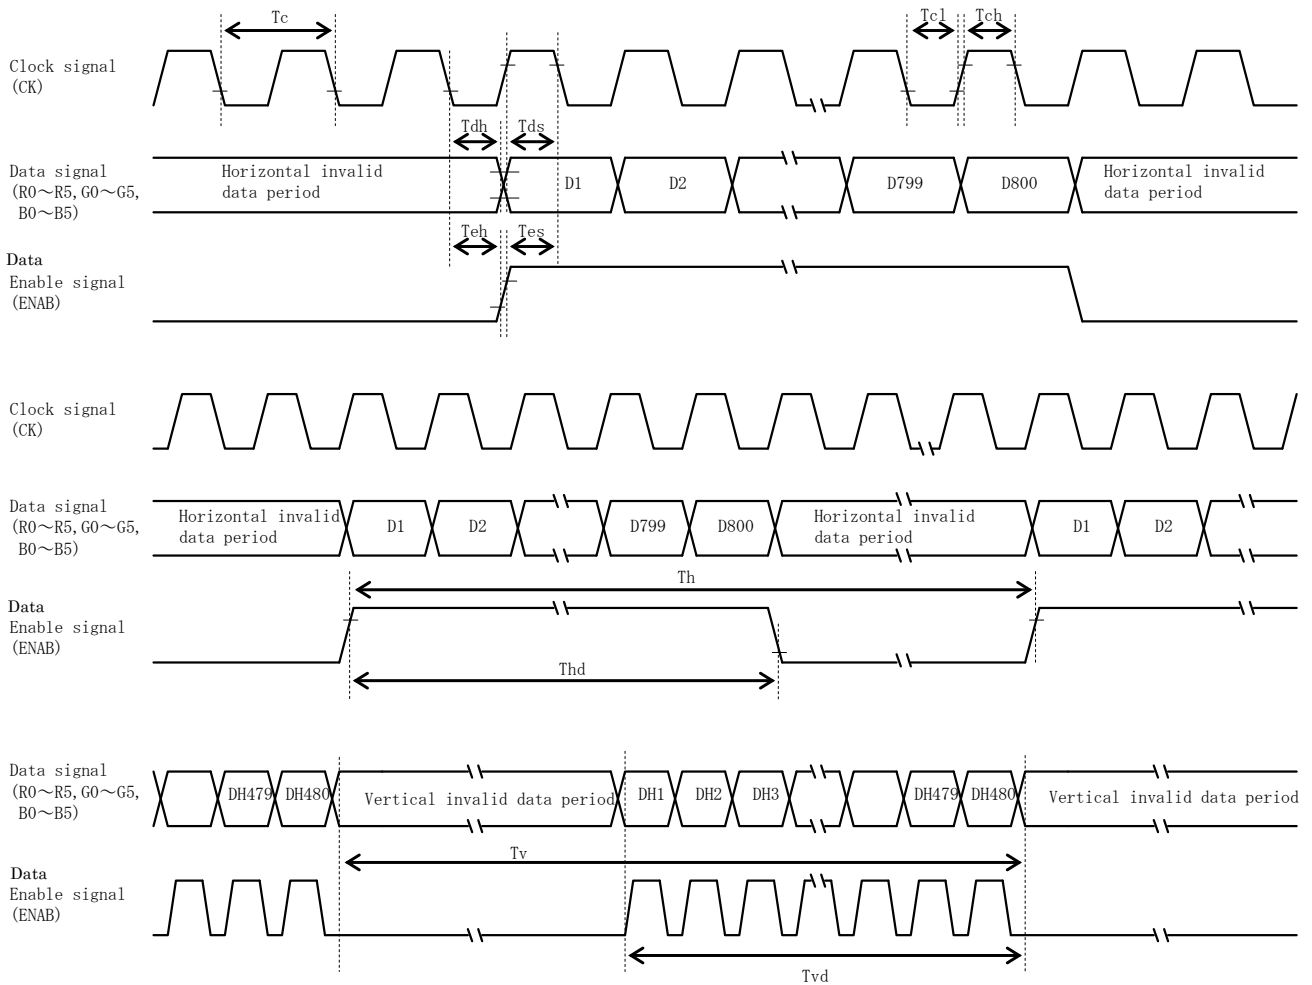 Tc
Tcl
Tch
Clock signal
(CK)
Tdh
Tds
Data signal
(R0～R5,G0～G5,
B0～B5)
Horizontal invalid
data period
D1
D2
D799
D800
Horizontal invalid
data period
Teh
Tes
Data
Enable signal
(ENAB)
Clock signal
(CK)
Data signal
(R0～R5,G0～G5,
B0～B5)
Horizontal invalid
data period
D1
D2
D799
D800
Horizontal invalid
data period
D1
D2
Th
Data
Enable signal
(ENAB)
Thd
Data signal
(R0～R5,G0～G5,
B0～B5)
DH479
DH480
Vertical invalid data period
DH1
DH2
DH3
DH479
DH480
Vertical invalid data period
Tv
Data
Enable signal
(ENAB)
Tvd